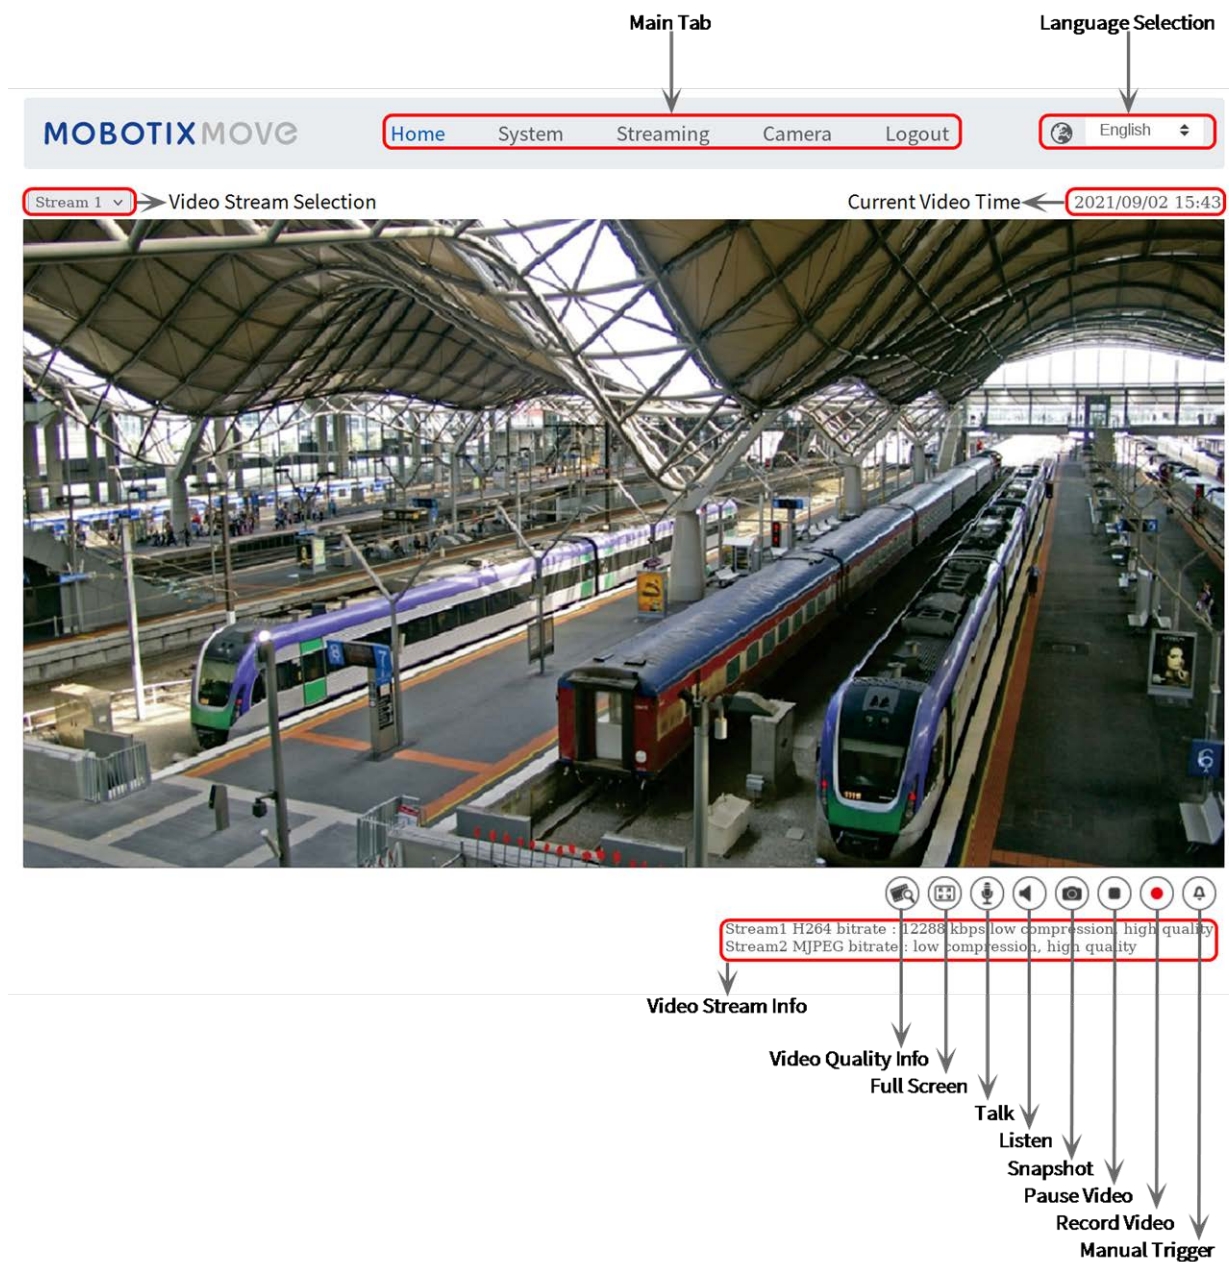 Main Tab
Language Selection
MOBOTIX MOVE
Home System Streaming Camera Logout
English
Stream 1
Video Stream Selection
Current Video Time
2021/09/02 15:43
8
7
6
Stream1 H264 bitrate : 12288 kbps low compression, high quality
Stream2 MJPEG bitrate : low compression, high quality
Video Stream Info
Video Quality Info
Full Screen
Talk
Listen
Snapshot
Pause Video
Record Video
Manual Trigger